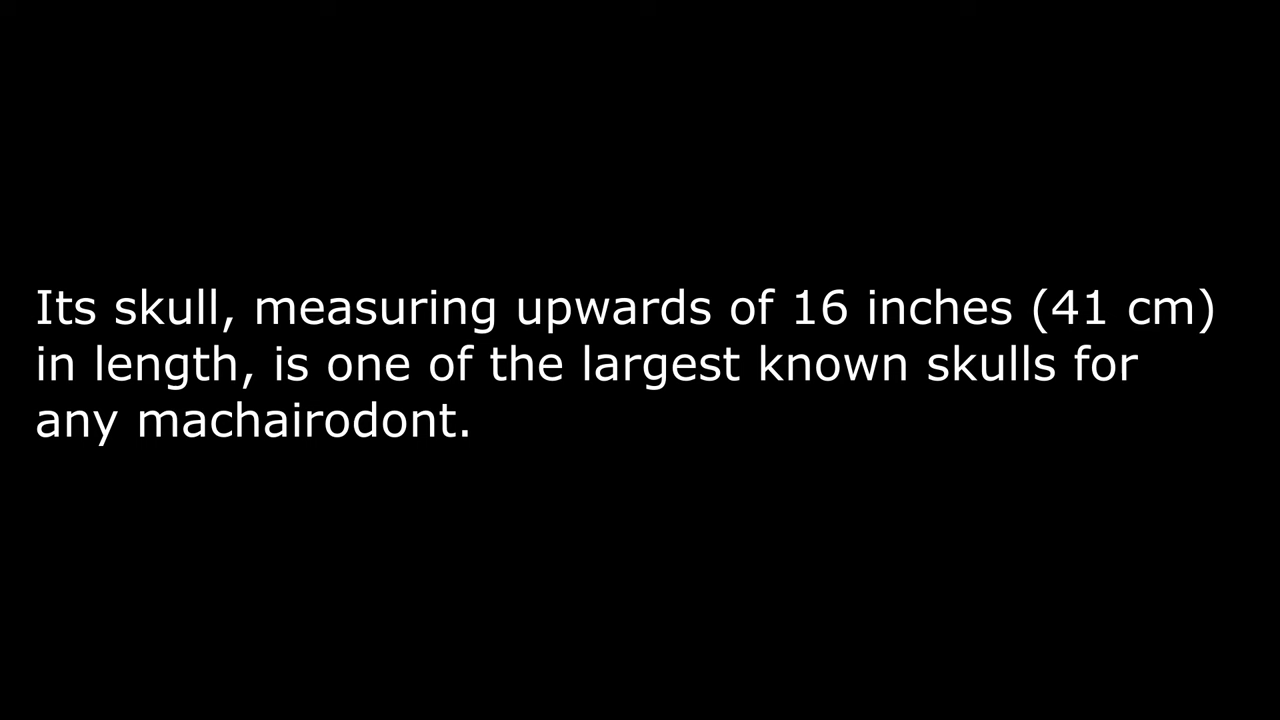 Its skull, measuring upwards of 16 inches (41 cm)
in length, is one of the largest known skulls for
any machairodont.